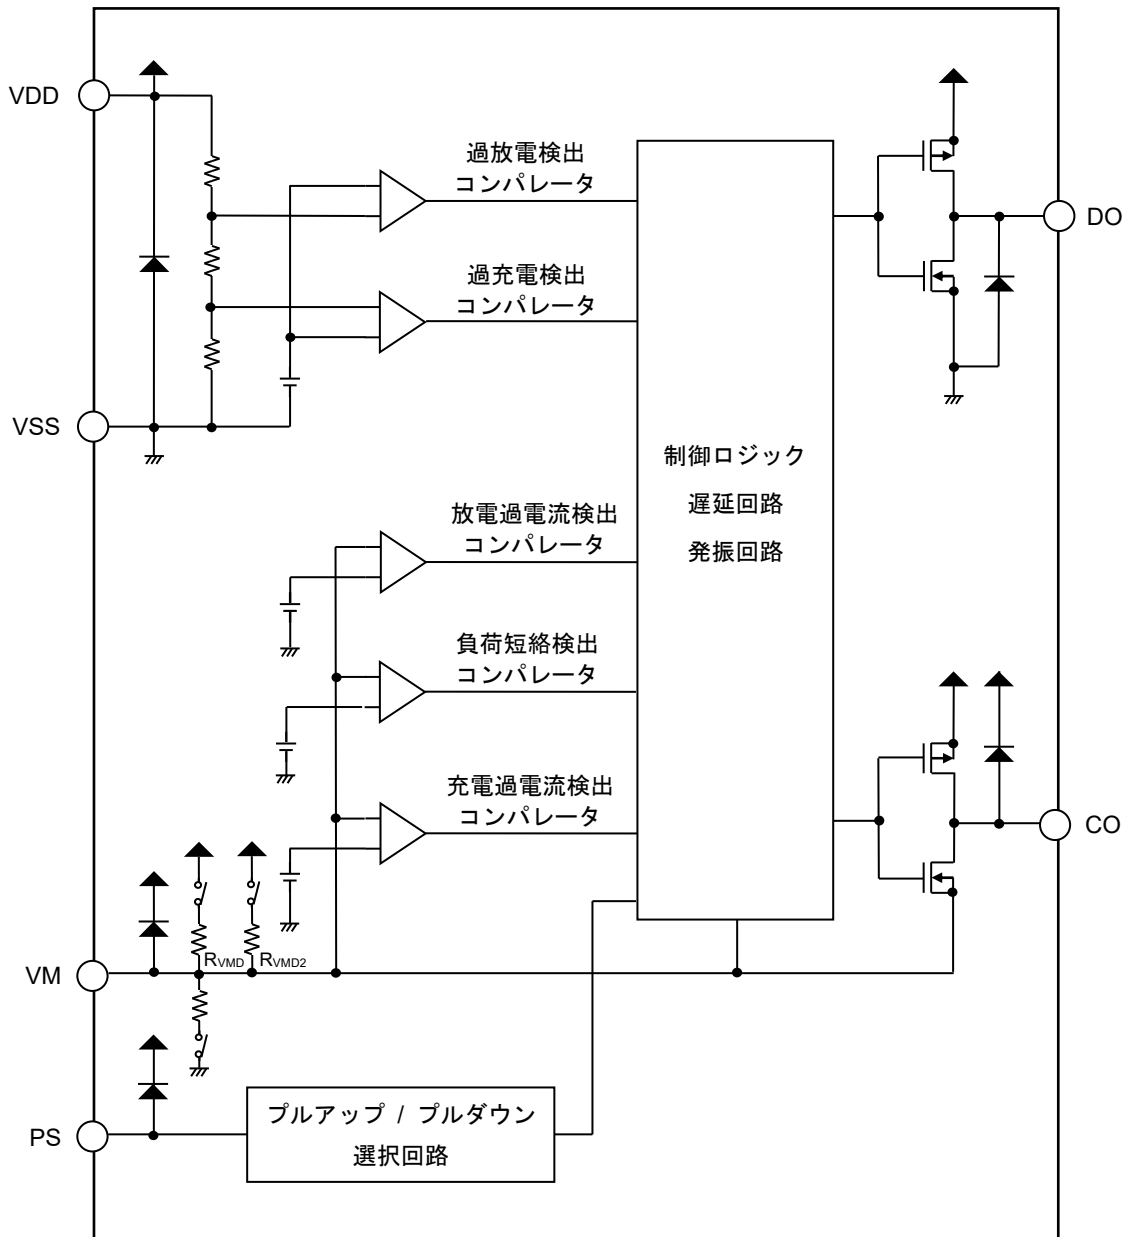 VDD
過放電検出
コンパレータ
DO
過充電検出
コンパレータ
VSS
制御ロジック
遅延回路
発振回路
放電過電流検出
コンパレータ
負荷短絡検出
コンパレータ
充電過電流検出
コンパレータ
CO
VM
RVMD
RVMD2
PS
プルアップ / プルダウン
選択回路